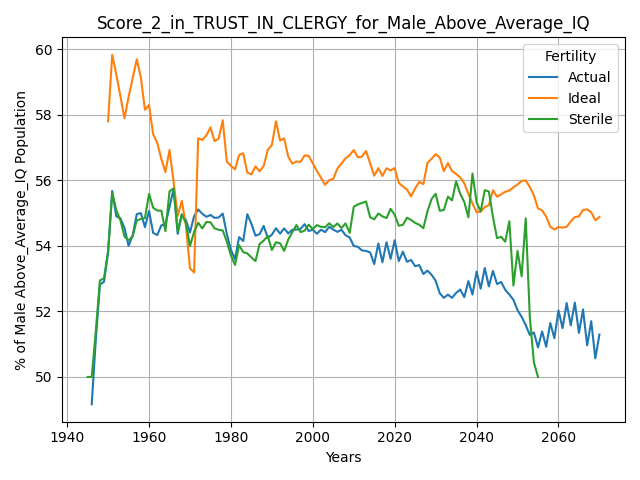 Score_2_in_TRUST_IN_CLERGY_for_Male_Above_Average_IQ
% of Male Above_Average_IQ Population
60
58
56
54
52
50
Fertility
Actual
Ideal
Sterile
1940 1960 1980 2000 2020 2040 2060
Years